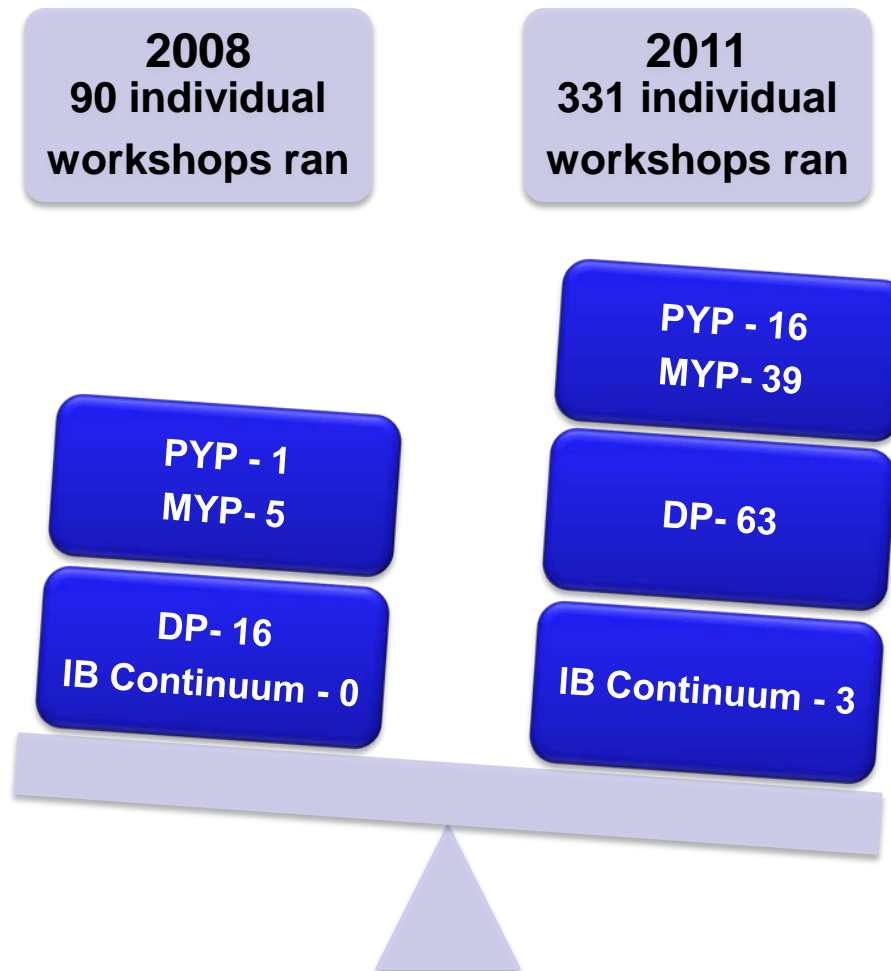 2008
90 individual
workshops ran
2011
331 individual
workshops ran
PYP - 1
MYP- 5
DP- 16
IB Continuum - 0
PYP - 16
MYP- 39
DP- 63
IB Continuum - 3